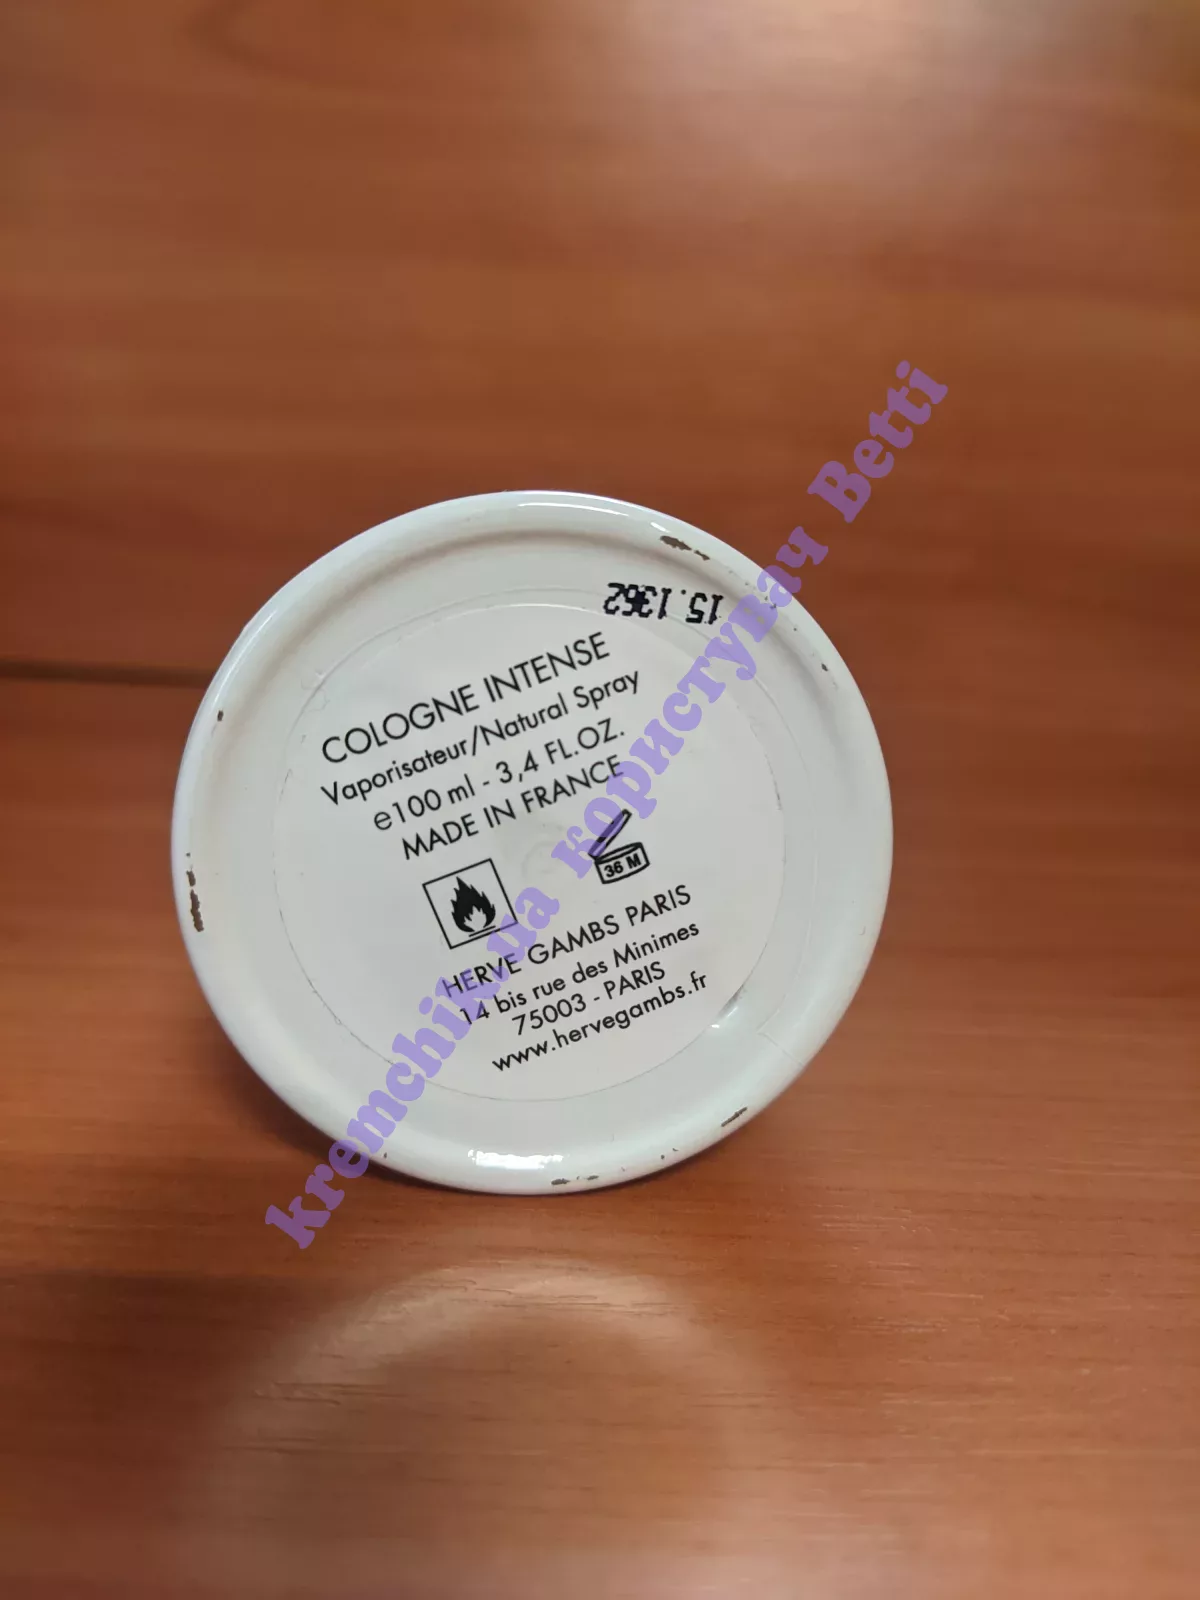 15.1362
COLOGNE INTENSE
Vaporisateur/Natural Spray
e100 ml - 3,4 FL.OZ.
MADE IN FRANCE
36 M
HERVE GAMBS PARIS
14 bis rue des Minimes
75003 - PARIS
www.hervegambs.fr
kremchik.ua користувач Betti